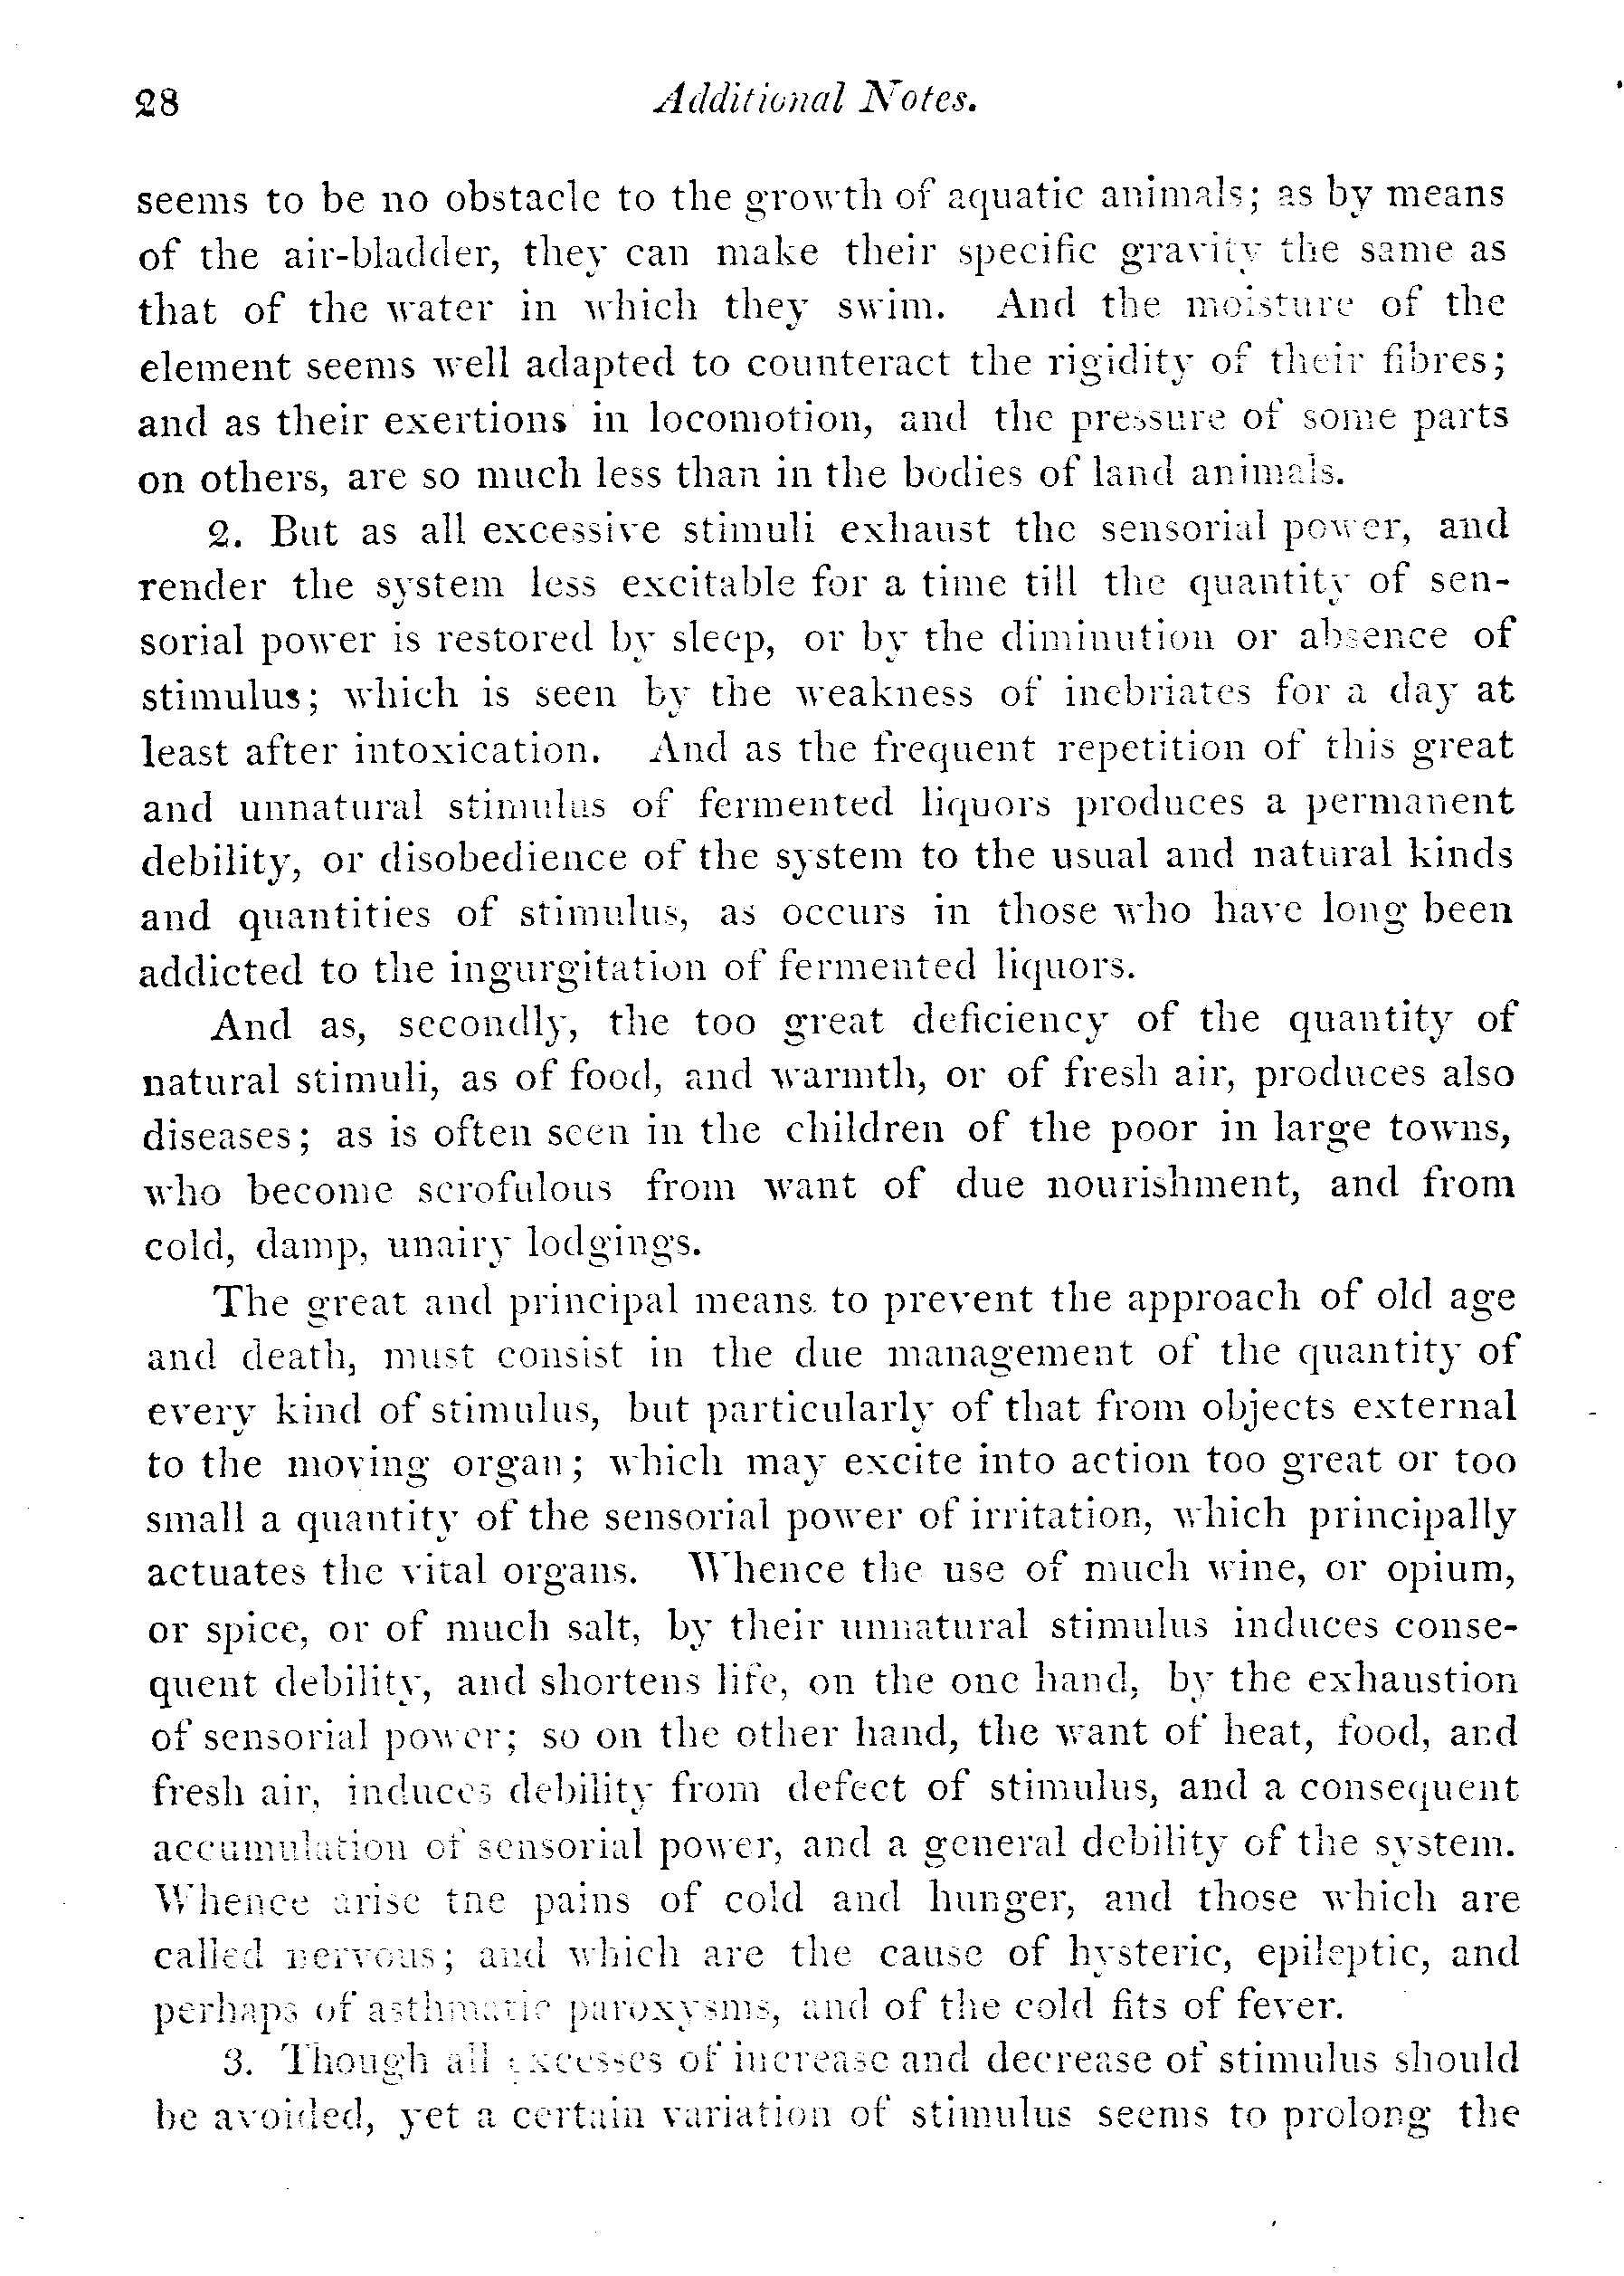 28 Additional Notes.
seems to be no obstacle to the growth of aquatic animals; as by means
of the air-bladder, they can make their specific gravity the same as
that of the water in which they swim. And the moisture of the
element seems well adapted to counteract the rigidity of their fibres;
and as their exertions in locomotion, and the pressure of some parts
on others, are so much less than in the bodies of land animals.
2. But as all excessive stimuli exhaust the sensorial power, and
render the system less excitable for a time till the quantity of sen-
sorial power is restored by sleep, or by the diminution or absence of
stimulus; which is seen by the weakness of inebriates for a day at
least after intoxication. And as the frequent repetition of this great
and unnatural stimulus of fermented liquors produces a permanent
debility, or disobedience of the system to the usual and natural kinds
and quantities of stimulus, as occurs in those who have long been
addicted to the ingurgitation of fermented liquors.
And as, secondly, the too great deficiency of the quantity of
natural stimuli, as of food, and warmth, or of fresh air, produces also
diseases; as is often seen in the children of the poor in large towns,
who become scrofulous from want of due nourishment, and from
cold, damp, unairy lodgings.
The great and principal means to prevent the approach of old age
and death, must consist in the due management of the quantity of
every kind of stimulus, but particularly of that from objects external
to the moving organ; which may excite into action too great or too
small a quantity of the sensorial power of irritation, which principally
actuates the vital organs. Whence the use of much wine, or opium,
or spice, or of much salt, by their unnatural stimulus induces conse-
quent debility, and shortens life, on the one hand, by the exhaustion
of sensorial power; so on the other hand, the want of heat, food, and
fresh air, induces debility from defect of stimulus, and a consequent
accumulation of sensorial power, and a general debility of the system.
Whence arise the pains of cold and hunger, and those which are
called nervous; and which are the cause of hysteric, epileptic, and
perhaps of asthmatic paroxysms, and of the cold fits of fever.
3. Though all excesses of increase and decrease of stimulus should
be avoided, yet a certain variation of stimulus seems to prolong the